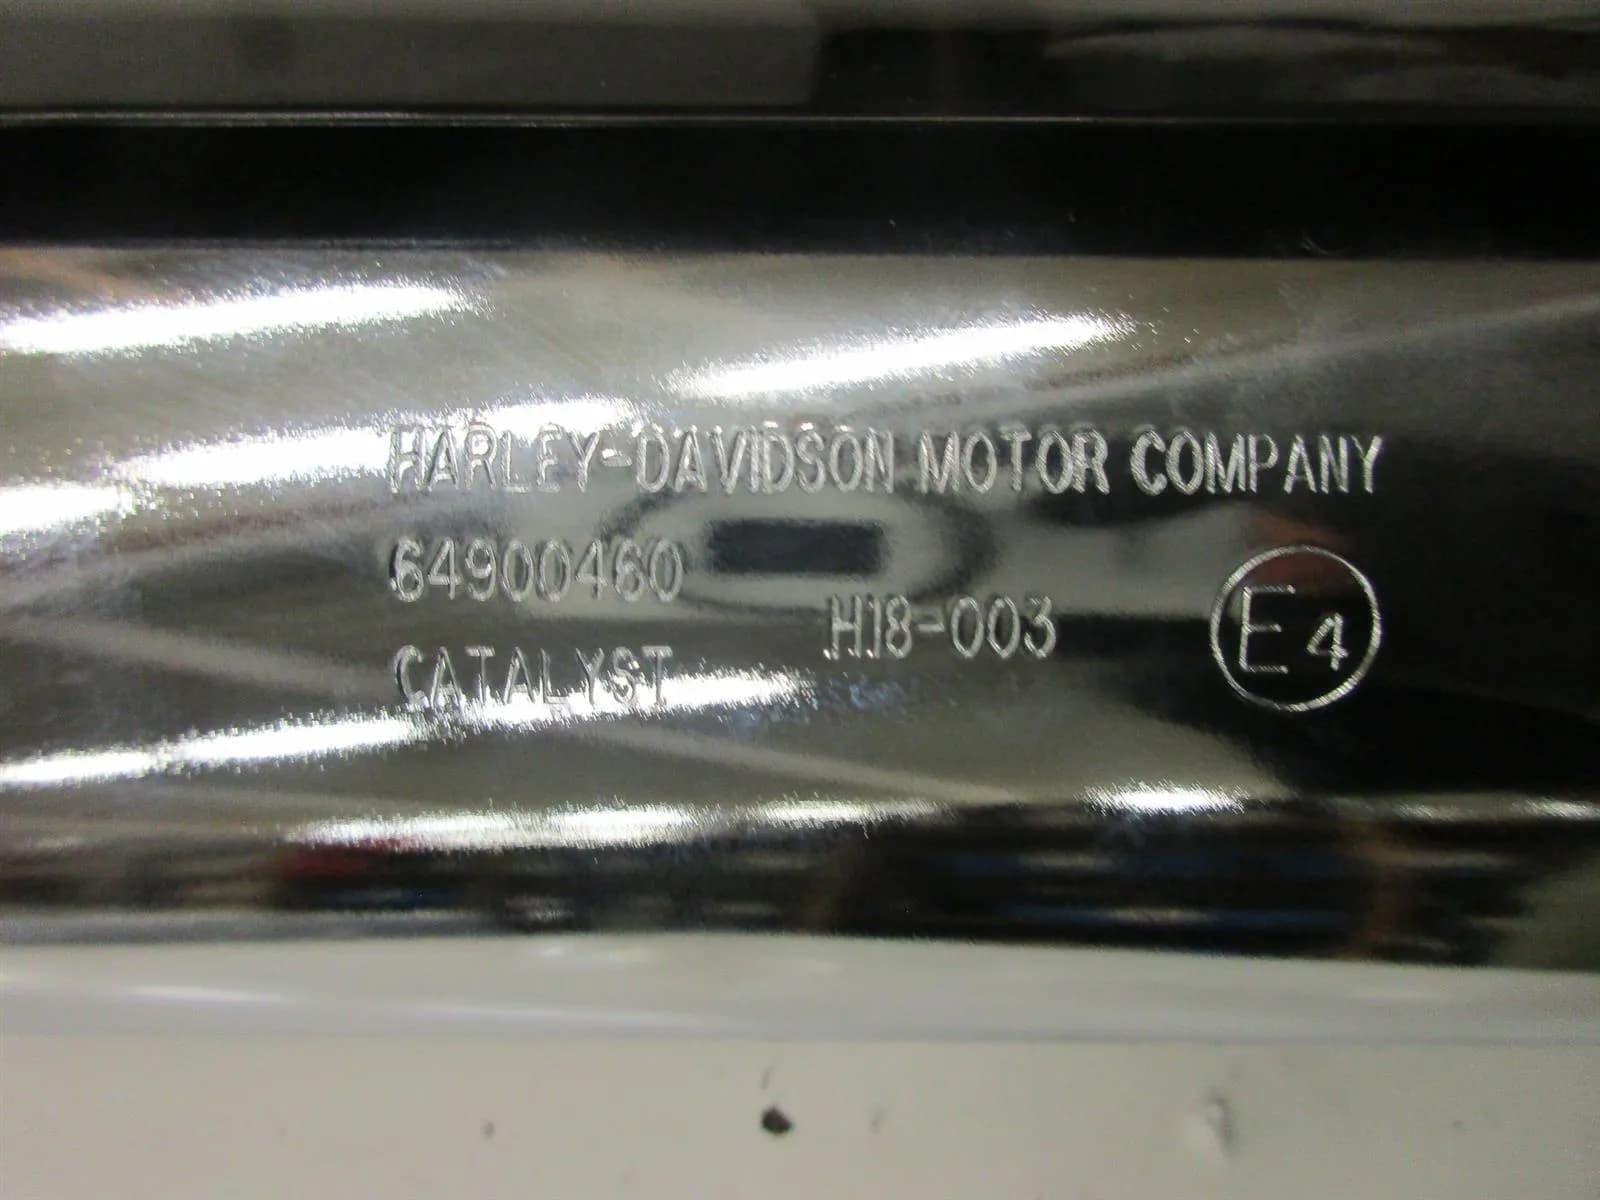 HARLEY-DAVIDSON MOTOR COMPANY
64900460
H18-003
E4
CATALYST